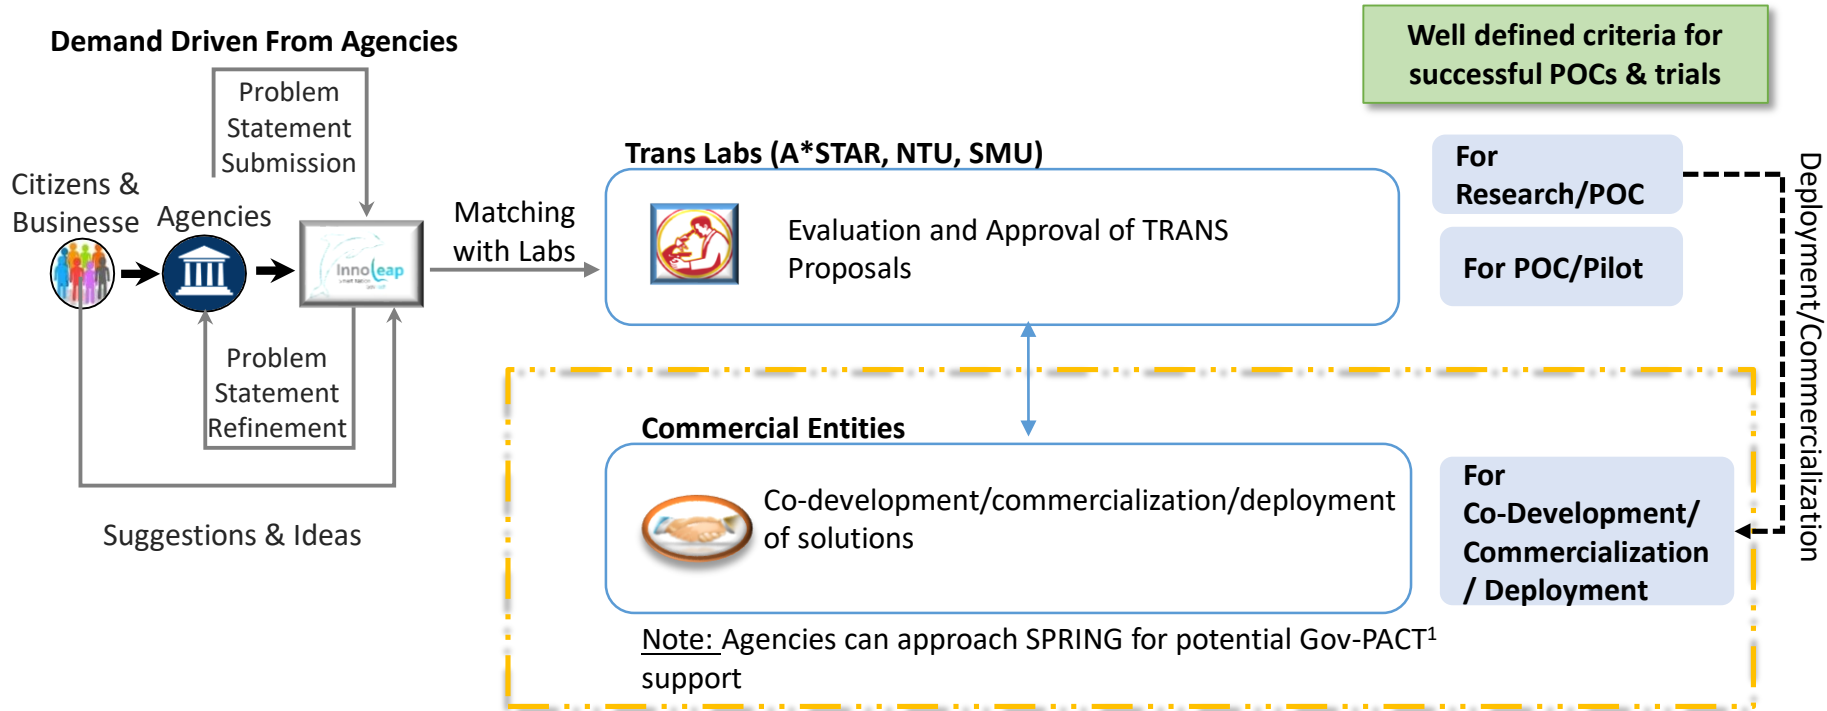 Demand Driven From Agencies
Problem
Statement
Submission
Citizens &
Businesse
Agencies
InnoLeap
Matching
with Labs
Problem
Statement
Refinement
Suggestions & Ideas
Well defined criteria for
successful POCs & trials
Trans Labs (A*STAR, NTU, SMU)
Evaluation and Approval of TRANS
Proposals
For
Research/POC
For POC/Pilot
Deployment/Commercialization
Commercial Entities
Co-development/commercialization/deployment
of solutions
For
Co-Development/
Commercialization
/ Deployment
Note: Agencies can approach SPRING for potential Gov-PACT¹
support